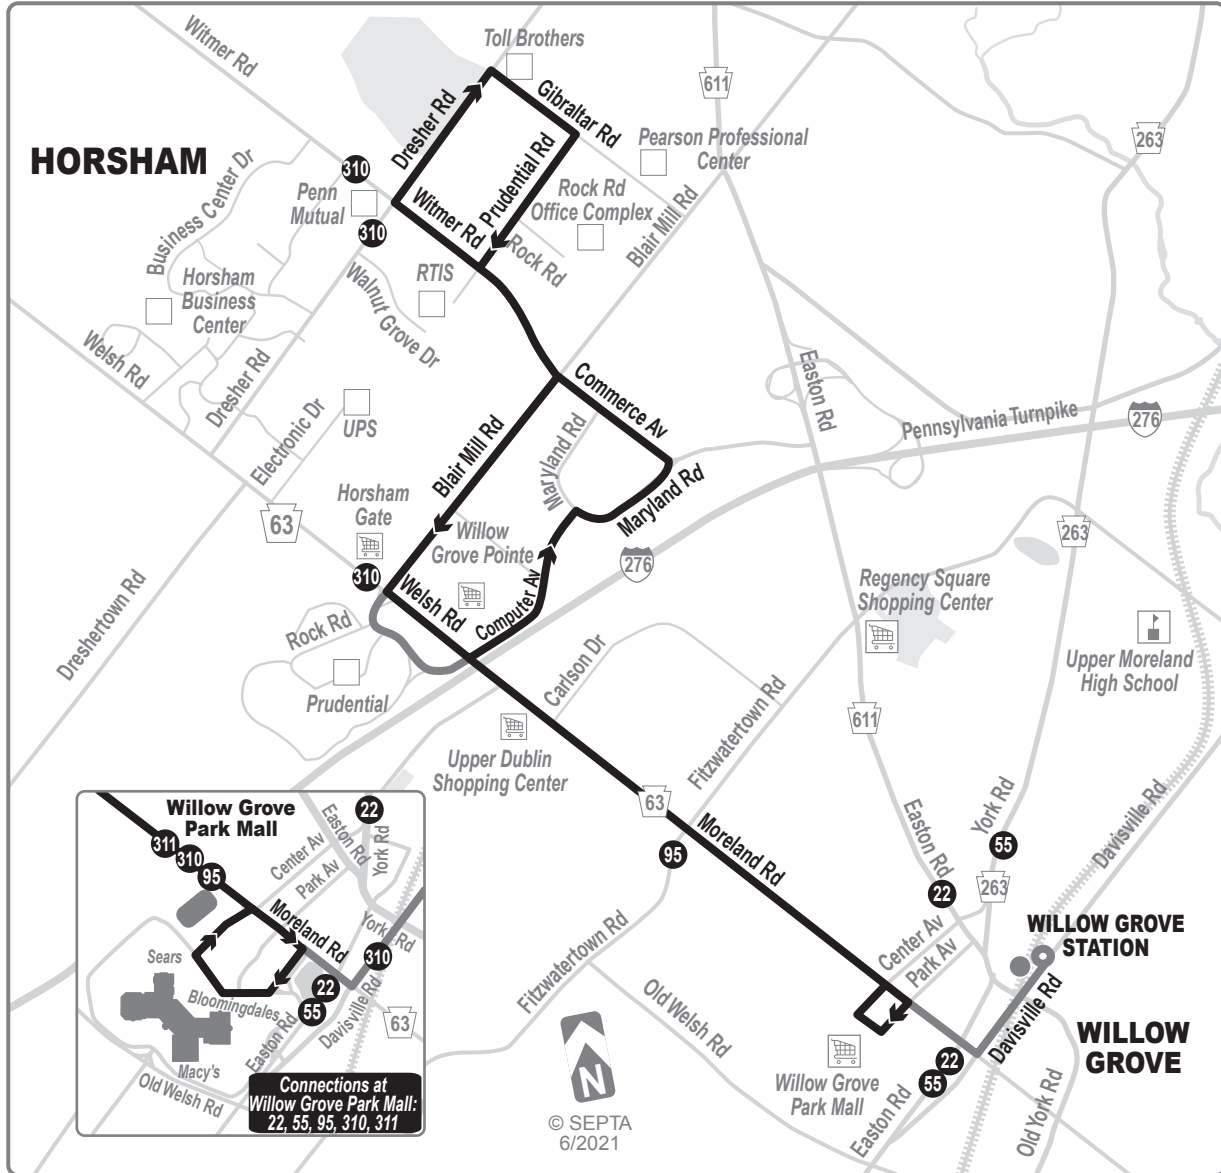 Witmer Rd
Toll Brothers
611
263
Gibraltar Rd
Dresher Rd
Pearson Professional
Center
HORSHAM
310
Penn
Mutual
310
Business Center Dr
Prudential Rd
Rock Rd
Office Complex
Witmer Rd
Rock Rd
Blair Mill Rd
RTIS
Walnut Grove Dr
Horsham
Business
Center
Welsh Rd
Dresher Rd
Easton Rd
Commerce Av
Pennsylvania Turnpike
276
UPS
Electronic Dr
Maryland Rd
Blair Mill Rd
Maryland Rd
63
Horsham
Gate
Willow
Grove Pointe
263
276
310
Welsh Rd
Computer Av
Regency Square
Shopping Center
Dreshertown Rd
Rock Rd
Prudential
Carlson Dr
Upper Moreland
High School
Fitzwatertown Rd
611
Upper Dublin
Shopping Center
63
Moreland Rd
95
Easton Rd
York Rd
55
Davisville Rd
22
263
WILLOW GROVE
STATION
Center Av
Park Av
Fitzwatertown Rd
Old Welsh Rd
Davisville Rd
WILLOW
GROVE
Willow Grove
Park Mall
22
55
Easton Rd
Old York Rd
N
© SEPTA
6/2021
Willow Grove
Park Mall
22
311
310
95
Easton Rd
York Rd
Center Av
Park Av
Moreland Rd
York Rd
310
Sears
Bloomingdales
22
55
Davisville Rd
63
Easton Rd
Macy's
Old Welsh Rd
Connections at
Willow Grove Park Mall:
22, 55, 95, 310, 311